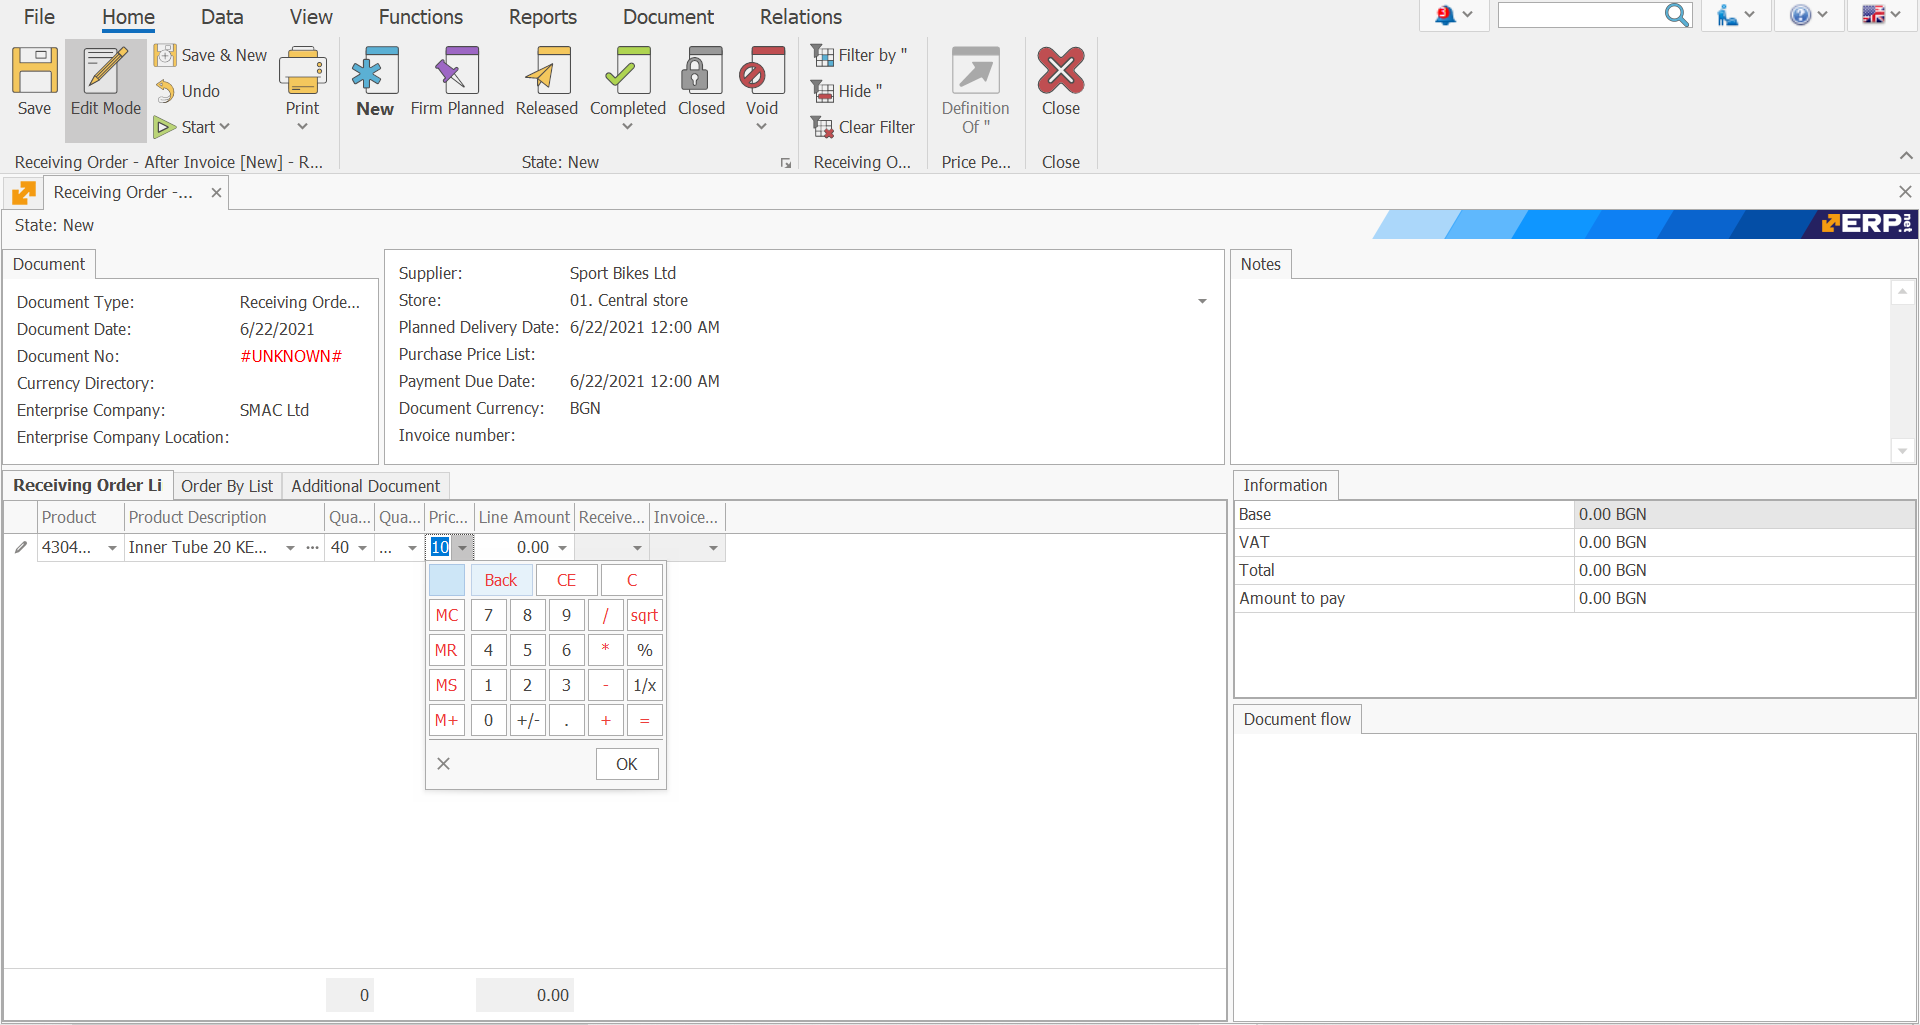 File Home Data View Functions Reports Document Relations
3
Save
Edit Mode
Save & New
Undo
Start
Print
Receiving Order - After Invoice [New] - R...
New
Firm Planned
Released
Completed
Closed
Void
State: New
Filter by "
Hide "
Clear Filter
Receiving O...
Definition
Of "
Price Pe...
Close
Close
Receiving Order -...
State: New
ERP.net
Document
Document Type: Receiving Orde...
Document Date: 6/22/2021
Document No: #UNKNOWN#
Currency Directory:
Enterprise Company: SMAC Ltd
Enterprise Company Location:
Supplier: Sport Bikes Ltd
Store: 01. Central store
Planned Delivery Date: 6/22/2021 12:00 AM
Purchase Price List:
Payment Due Date: 6/22/2021 12:00 AM
Document Currency: BGN
Invoice number:
Notes
Receiving Order Li Order By List Additional Document
Product Product Description Qua... Qua... Pric... Line Amount Receive... Invoice...
4304... Inner Tube 20 KE... ... 40 ... 10 0.00
Back CE C
MC 7 8 9 / sqrt
MR 4 5 6 * %
MS 1 2 3 - 1/x
M+ 0 +/- . + =
OK
0 0.00
Information
Base 0.00 BGN
VAT 0.00 BGN
Total 0.00 BGN
Amount to pay 0.00 BGN
Document flow